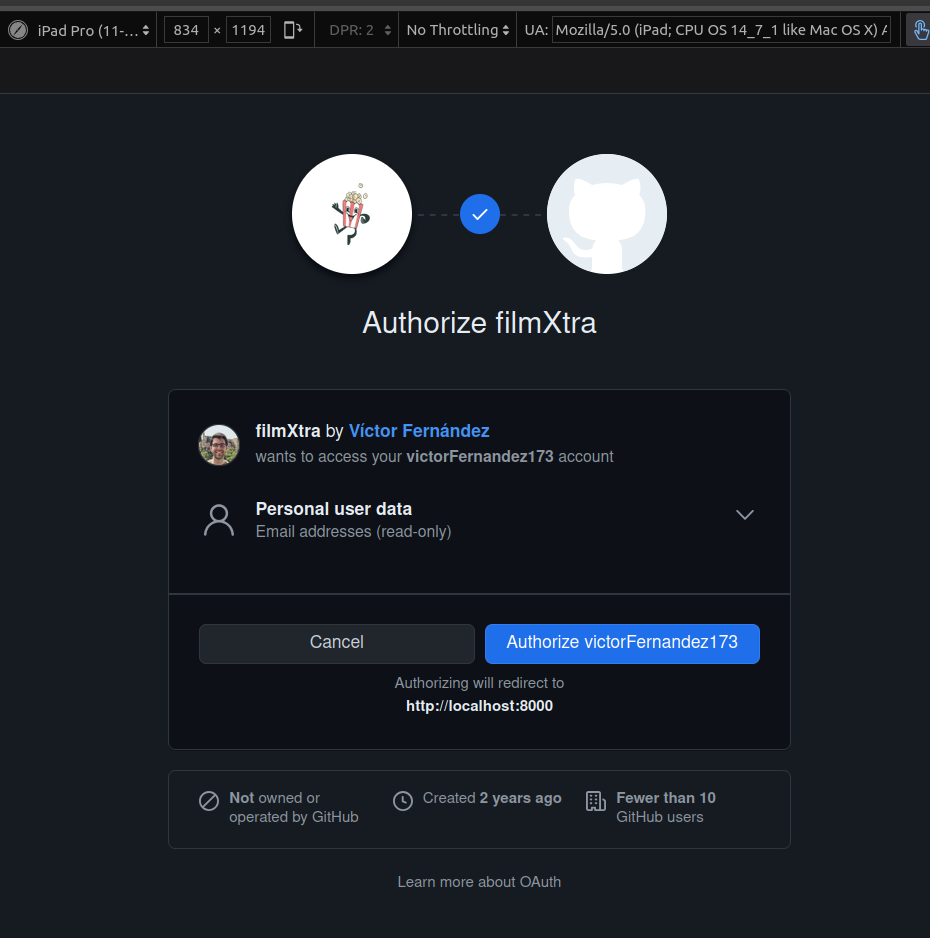 iPad Pro (11-... 834 × 1194 DPR: 2 No Throttling UA: Mozilla/5.0 (iPad; CPU OS 14_7_1 like Mac OS X)
Authorize filmXtra
filmXtra by Víctor Fernández
wants to access your victorFernandez173 account
Personal user data
Email addresses (read-only)
Cancel
Authorize victorFernandez173
Authorizing will redirect to
http://localhost:8000
Not owned or
operated by GitHub
Created 2 years ago
Fewer than 10
GitHub users
Learn more about OAuth